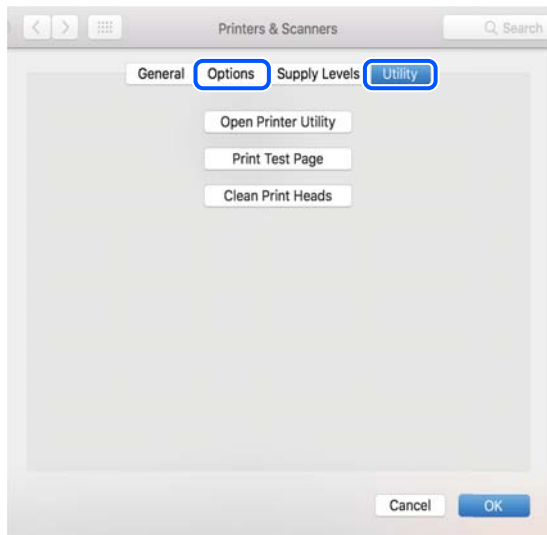 Printers & Scanners Search
General Options Supply Levels Utility
Open Printer Utility
Print Test Page
Clean Print Heads
Cancel OK